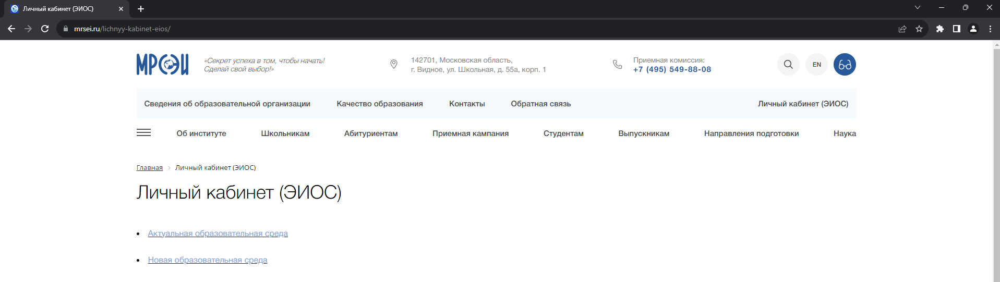 Личный кабинет (ЭИОС)
mrsei.ru/lichnyy-kabinet-eios/
МРСЭИ
«Секрет успеха в том, чтобы начать!
Сделай свой выбор!»
142701, Московская область,
г. Видное, ул. Школьная, д. 55а, корп. 1
Приемная комиссия:
+7 (495) 549-88-08
EN
Сведения об образовательной организации
Качество образования
Контакты
Обратная связь
Личный кабинет (ЭИОС)
Об институте
Школьникам
Абитуриентам
Приемная кампания
Студентам
Выпускникам
Направления подготовки
Наука
Главная
Личный кабинет (ЭИОС)
Личный кабинет (ЭИОС)
Актуальная образовательная среда
Новая образовательная среда